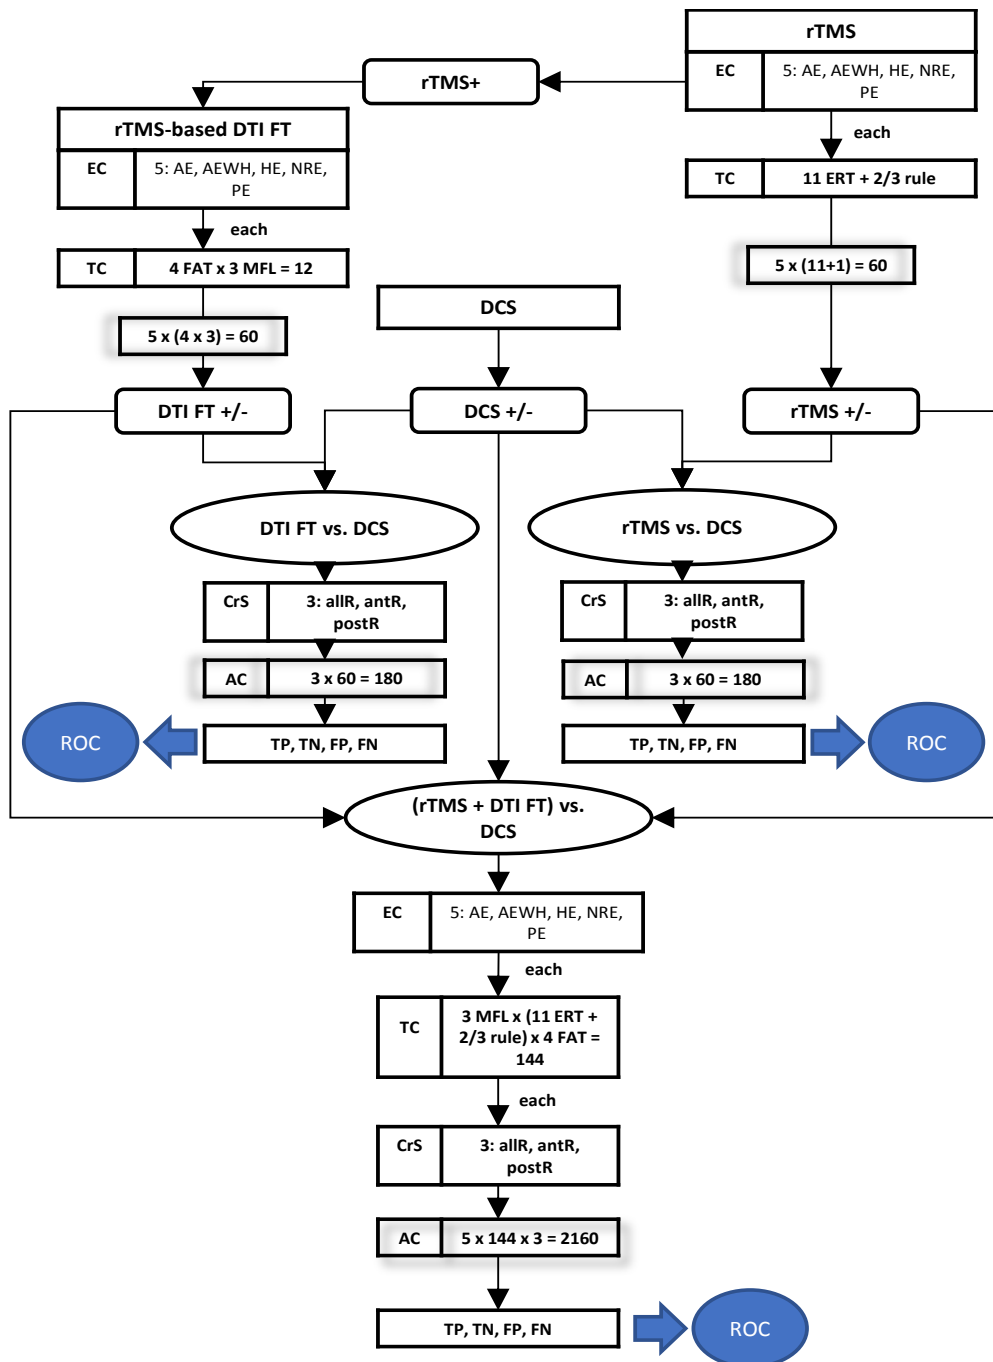 rTMS
EC
5: AE, AEWH, HE, NRE,
PE
rTMS+
each
rTMS-based DTI FT
EC
5: AE, AEWH, HE, NRE,
PE
TC
11 ERT + 2/3 rule
each
TC
4 FAT x 3 MFL = 12
5 x (11+1) = 60
DCS
5 x (4 x 3) = 60
DTI FT +/-
DCS +/-
rTMS +/-
DTI FT vs. DCS
rTMS vs. DCS
CrS
3: allR, antR,
postR
CrS
3: allR, antR,
postR
AC
3 x 60 = 180
AC
3 x 60 = 180
ROC
TP, TN, FP, FN
TP, TN, FP, FN
ROC
(rTMS + DTI FT) vs.
DCS
EC
5: AE, AEWH, HE, NRE,
PE
each
TC
3 MFL x (11 ERT +
2/3 rule) x 4 FAT =
144
each
CrS
3: allR, antR,
postR
AC
5 x 144 x 3 = 2160
TP, TN, FP, FN
ROC